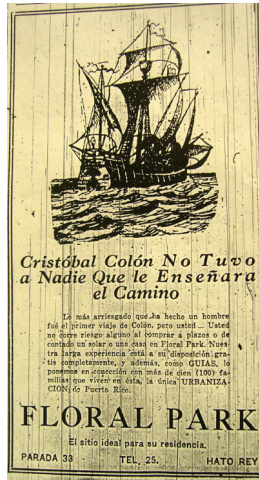 Cristóbal Colón No Tuvo
a Nadie Que le Enseñara
el Camino
Lo más arriesgado que ha hecho un hombre
fué el primer viaje de Colón, pero usted... Usted
no corre riesgo alguno al comprar á plazos o de
contado un solar o una casa en Floral Park. Nues
tra larga experiencia está a su disposición, gra-
tis completamente, y además, como GUIAS, lo
ponemos en conección con más de cien (100) fa-
milias que viven en ésta, la única URBANIZA-
CION de Puerto Rico.
FLORAL PARK
El sitio ideal para su residencia.
PARADA 33 TEL, 25. HATO REY